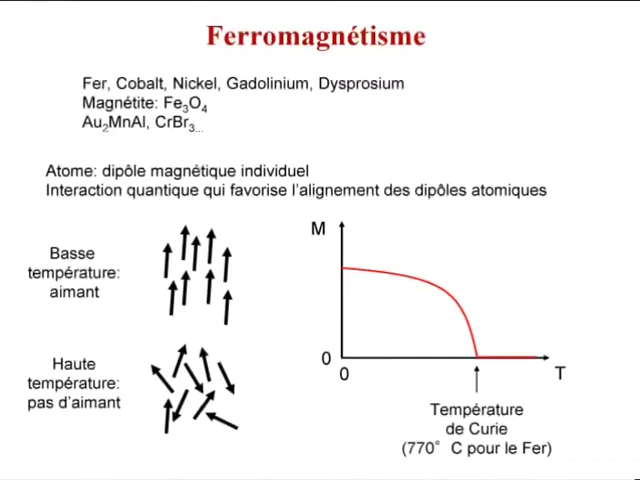 Ferromagnétisme
Fer, Cobalt, Nickel, Gadolinium, Dysprosium
Magnétite: Fe₃O₄
Au₂MnAl, CrBr₃...
Atome: dipôle magnétique individuel
Interaction quantique qui favorise l'alignement des dipôles atomiques
Basse
température:
aimant
Haute
température:
pas d'aimant
M
0
0
T
Température
de Curie
(770° C pour le Fer)